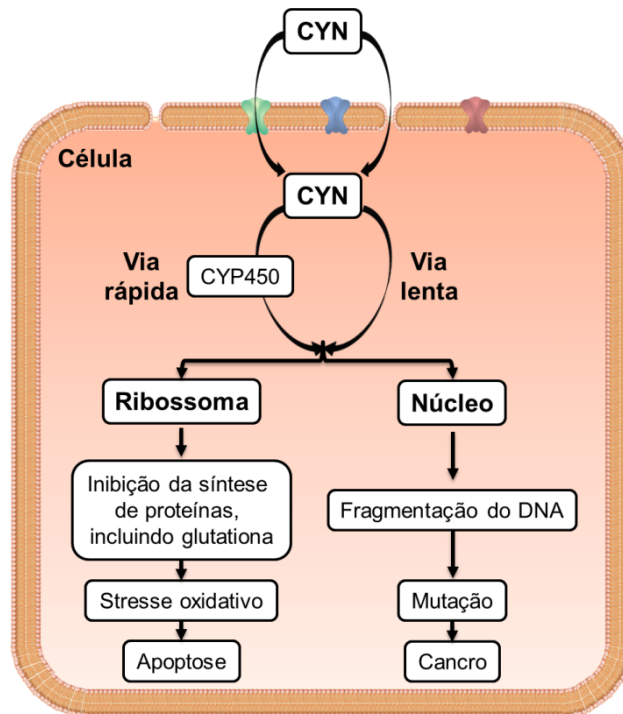 CYN
Célula
CYN
Via
rápida
CYP450
Via
lenta
Ribossoma
Núcleo
Inibição da síntese
de proteínas,
incluindo glutationa
Fragmentação do DNA
Stresse oxidativo
Mutação
Apoptose
Cancro